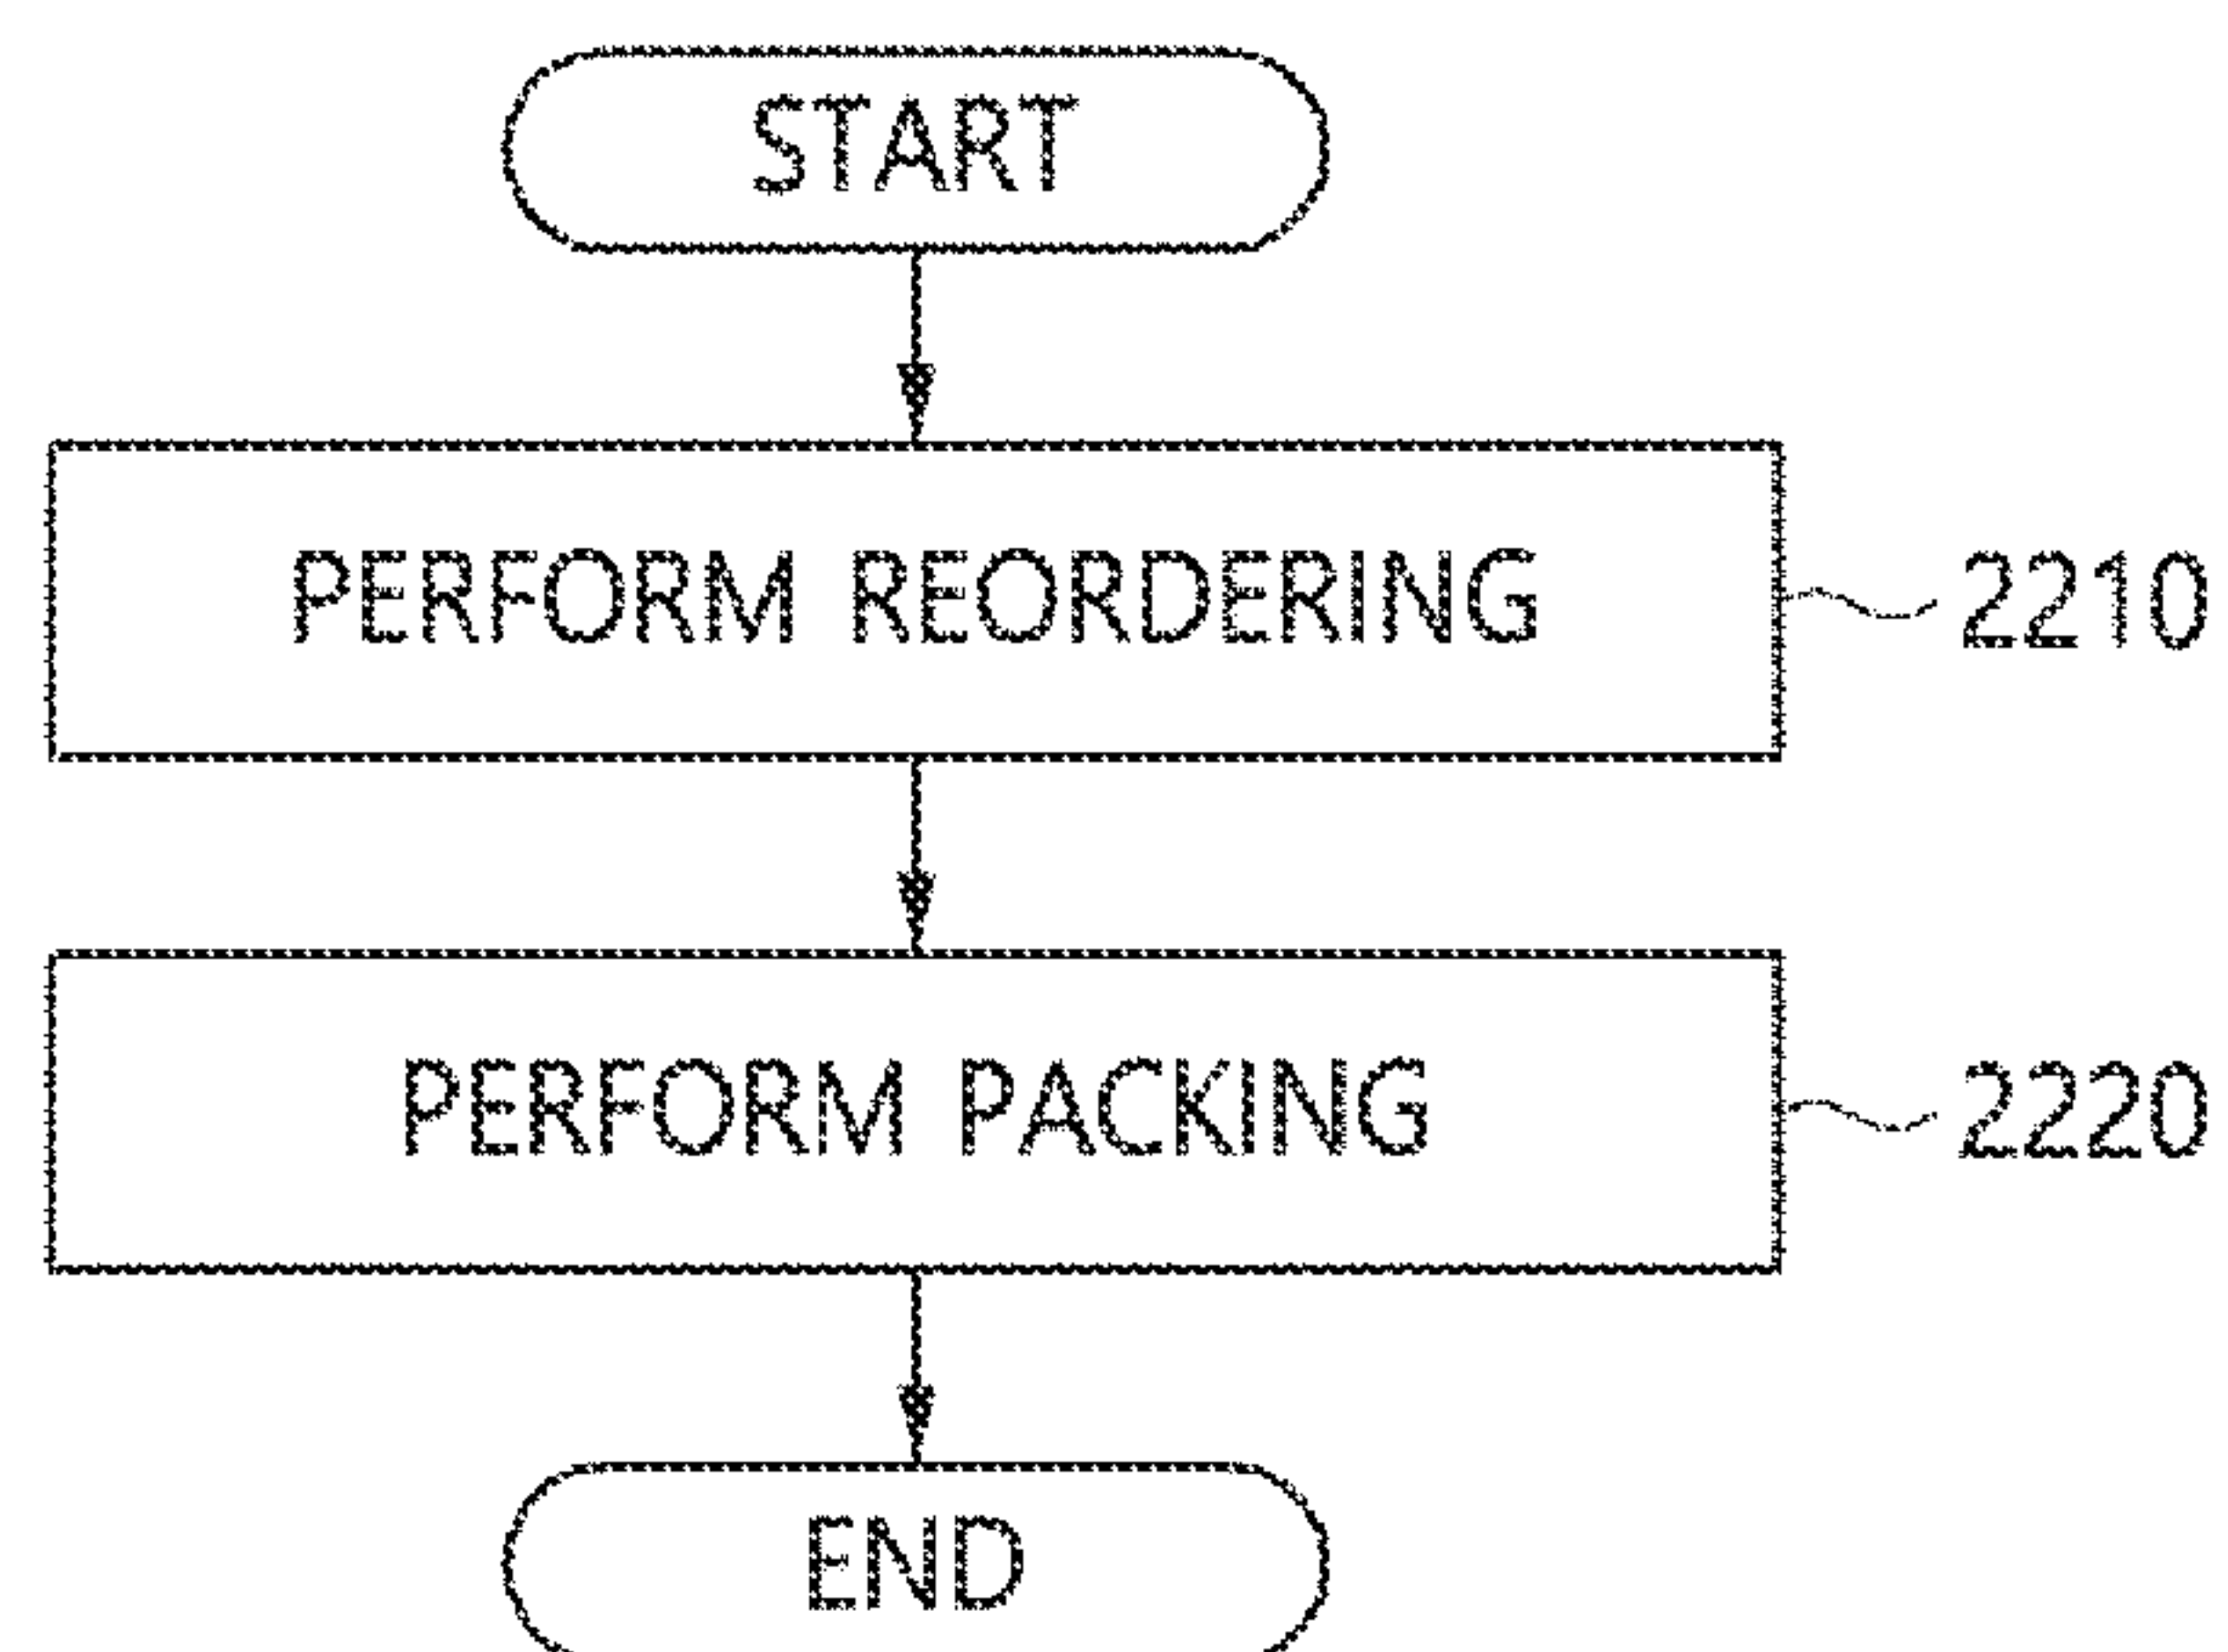 START
PERFORM REORDERING
2210
PERFORM PACKING
2220
END